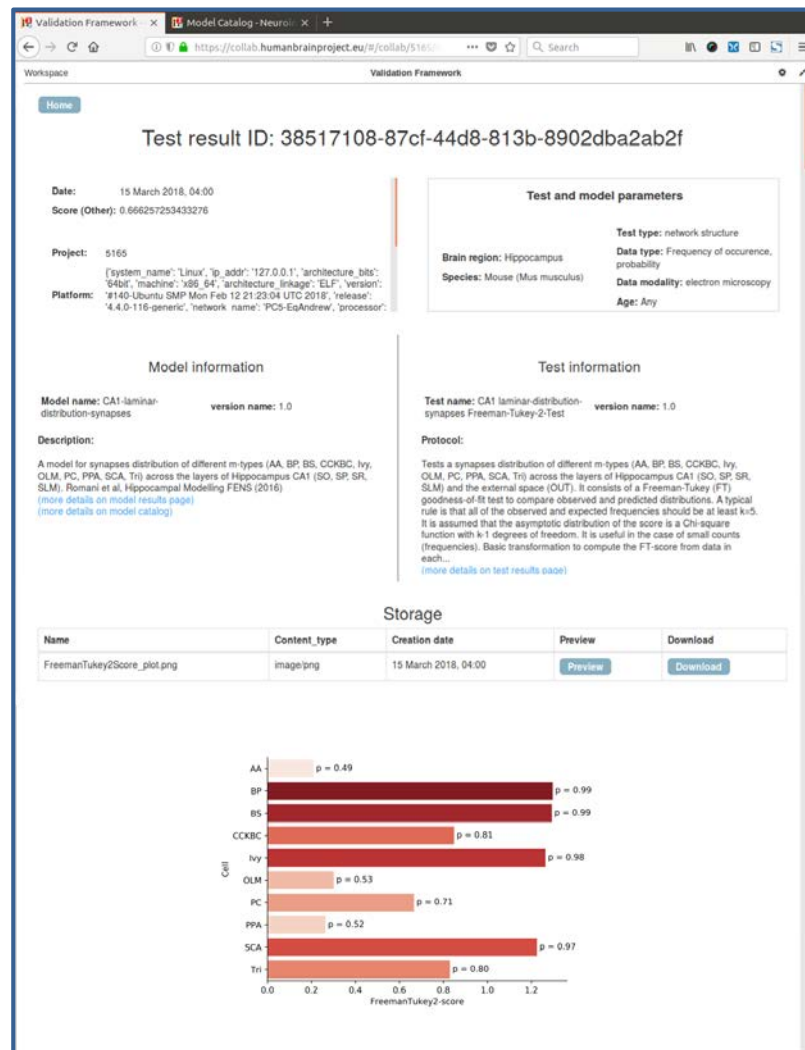 Validation Framework - × Model Catalog - Neuroin × +
https://collab.humanbrainproject.eu/#/collab/5165/ ••• Search
Workspace Validation Framework
Home
Test result ID: 38517108-87cf-44d8-813b-8902dba2ab2f
Date: 15 March 2018, 04:00
Score (Other): 0.666257253433276
Project: 5165
Platform: {'system_name': 'Linux', 'ip_addr': '127.0.0.1', 'architecture_bits':
'64bit', 'machine': 'x86_64', 'architecture_linkage': 'ELF', 'version':
'#140-Ubuntu SMP Mon Feb 12 21:23:04 UTC 2018', 'release':
'4.4.0-116-generic', 'network_name': 'PC5-EqAndrew', 'processor':
Test and model parameters
Brain region: Hippocampus
Species: Mouse (Mus musculus)
Test type: network structure
Data type: Frequency of occurence,
probability
Data modality: electron microscopy
Age: Any
Model information
Model name: CA1-laminar-
distribution-synapses
version name: 1.0
Description:
A model for synapses distribution of different m-types (AA, BP, BS, CCKBC, Ivy,
OLM, PC, PPA, SCA, Tri) across the layers of Hippocampus CA1 (SO, SP, SR,
SLM). Romani et al, Hippocampal Modelling FENS (2016)
(more details on model results page)
(more details on model catalog)
Test information
Test name: CA1 laminar-distribution-
synapses Freeman-Tukey-2-Test
version name: 1.0
Protocol:
Tests a synapses distribution of different m-types (AA, BP, BS, CCKBC, Ivy,
OLM, PC, PPA, SCA, Tri) across the layers of Hippocampus CA1 (SO, SP, SR,
SLM) and the external space (OUT). It consists of a Freeman-Tukey (FT)
goodness-of-fit test to compare observed and predicted distributions. A typical
rule is that all of the observed and expected frequencies should be at least k=5.
It is assumed that the asymptotic distribution of the score is a Chi-square
function with k-1 degrees of freedom. It is useful in the case of small counts
(frequencies). Basic transformation to compute the FT-score from data in
each...
(more details on test results page)
Storage
Name Content_type Creation date Preview Download
FreemanTukey2Score_plot.png image/png 15 March 2018, 04:00 Preview Download
AA p = 0.49
BP p = 0.99
BS p = 0.99
CCKBC p = 0.81
Ivy p = 0.98
OLM p = 0.53
PC p = 0.71
PPA p = 0.52
SCA p = 0.97
Tri p = 0.80
Cell
0.0 0.2 0.4 0.6 0.8 1.0 1.2
FreemanTukey2-score